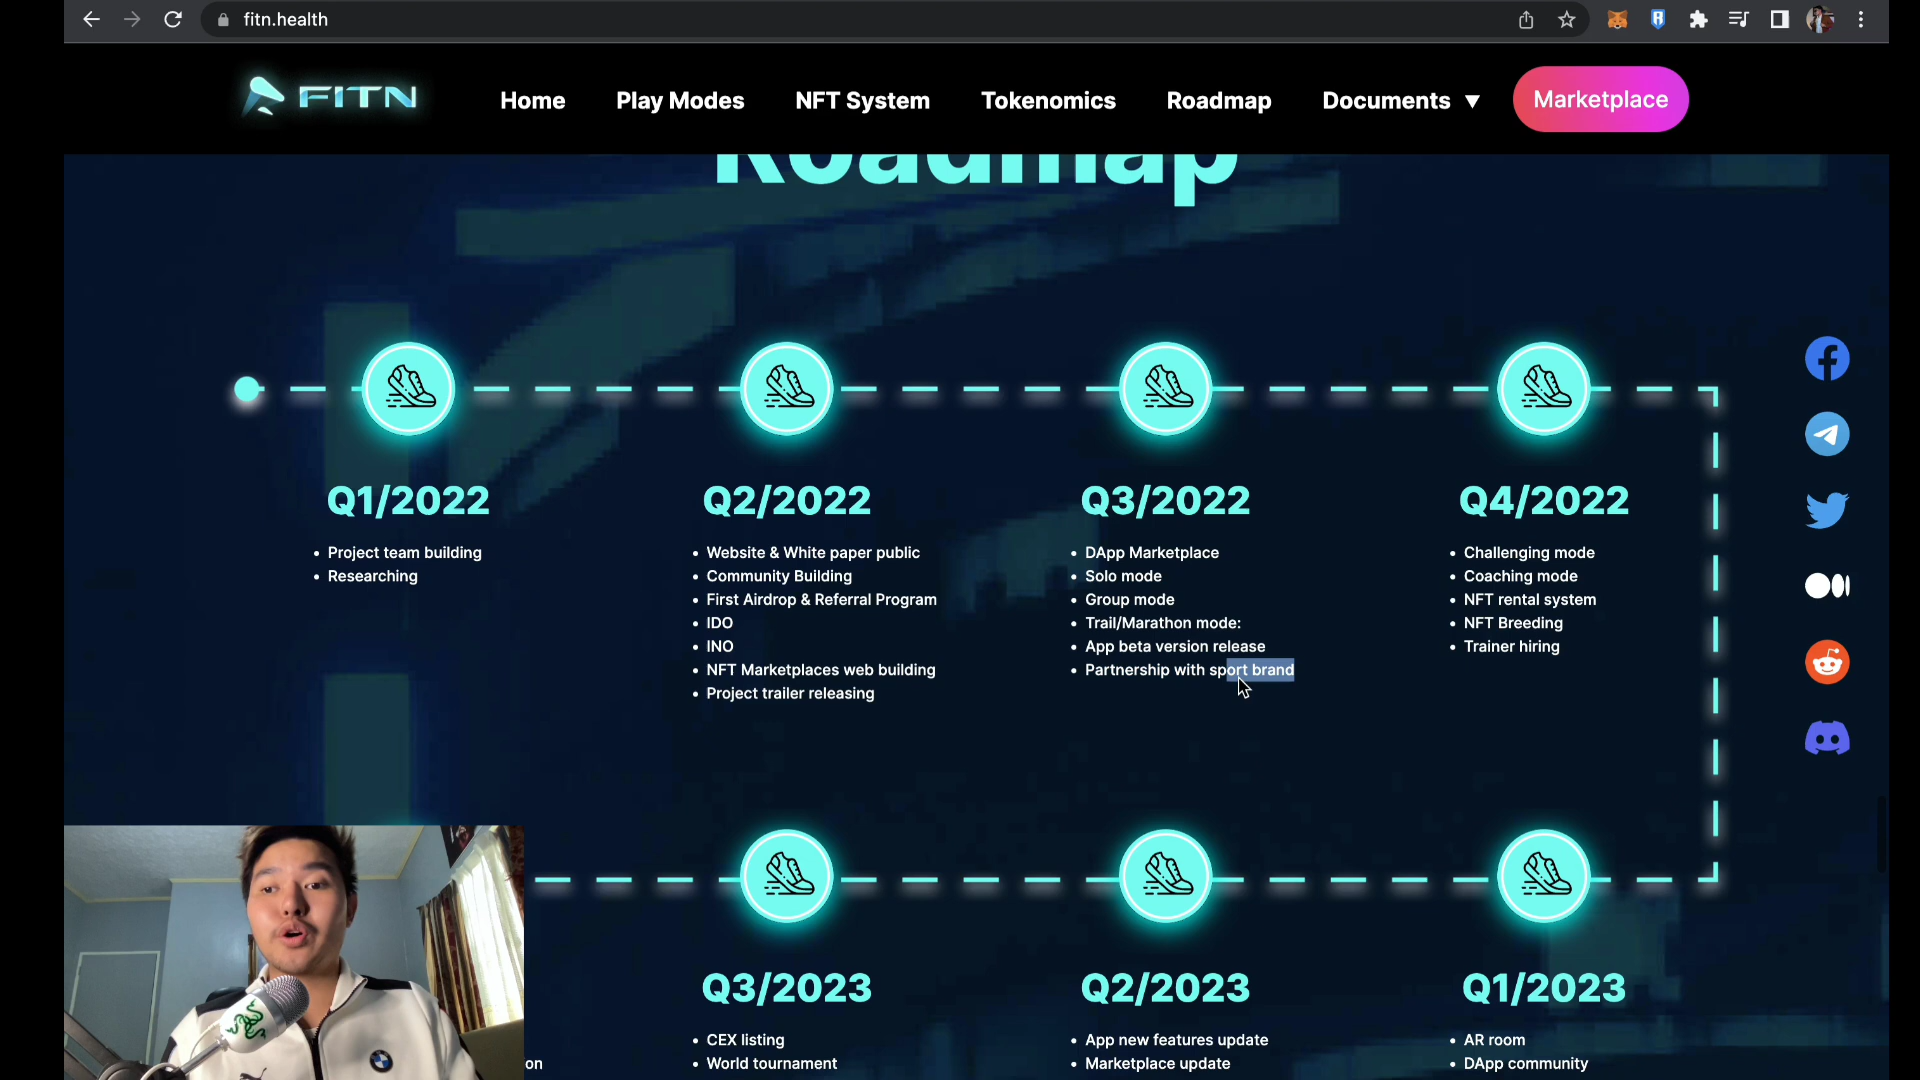 fitn.health
FITN
Home
Play Modes
NFT System
Tokenomics
Roadmap
Documents ▼
Marketplace
Roadmap
Q1/2022
• Project team building
• Researching
Q2/2022
• Website & White paper public
• Community Building
• First Airdrop & Referral Program
• IDO
• INO
• NFT Marketplaces web building
• Project trailer releasing
Q3/2022
• DApp Marketplace
• Solo mode
• Group mode
• Trail/Marathon mode:
• App beta version release
• Partnership with sport brand
Q4/2022
• Challenging mode
• Coaching mode
• NFT rental system
• NFT Breeding
• Trainer hiring
on
Q3/2023
• CEX listing
• World tournament
Q2/2023
• App new features update
• Marketplace update
Q1/2023
• AR room
• DApp community